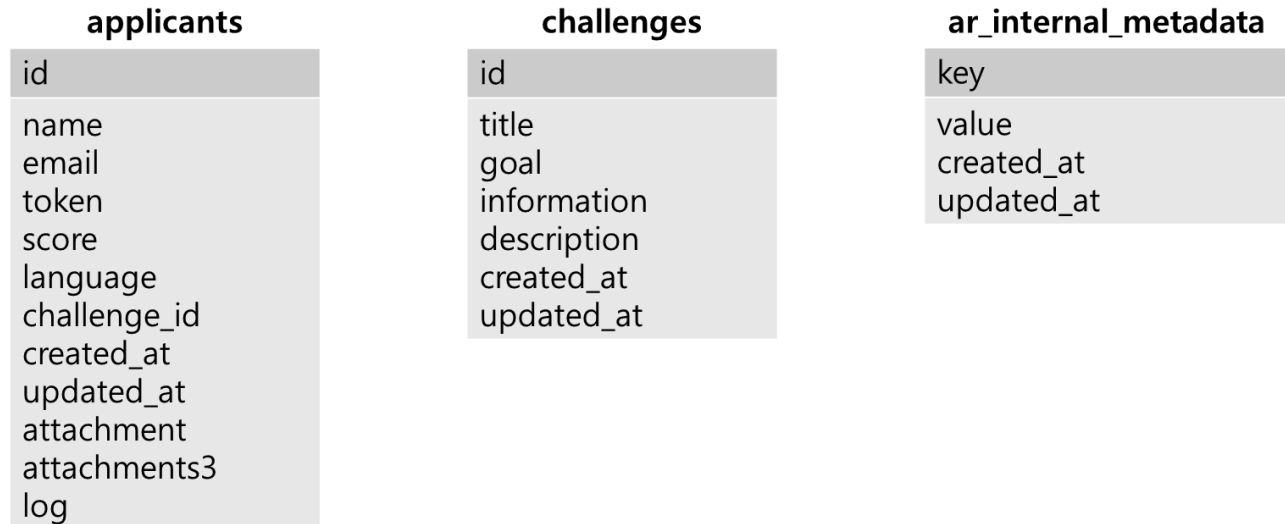 applicants
id
name
email
token
score
language
challenge_id
created_at
updated_at
attachment
attachments3
log
challenges
id
title
goal
information
description
created_at
updated_at
ar_internal_metadata
key
value
created_at
updated_at